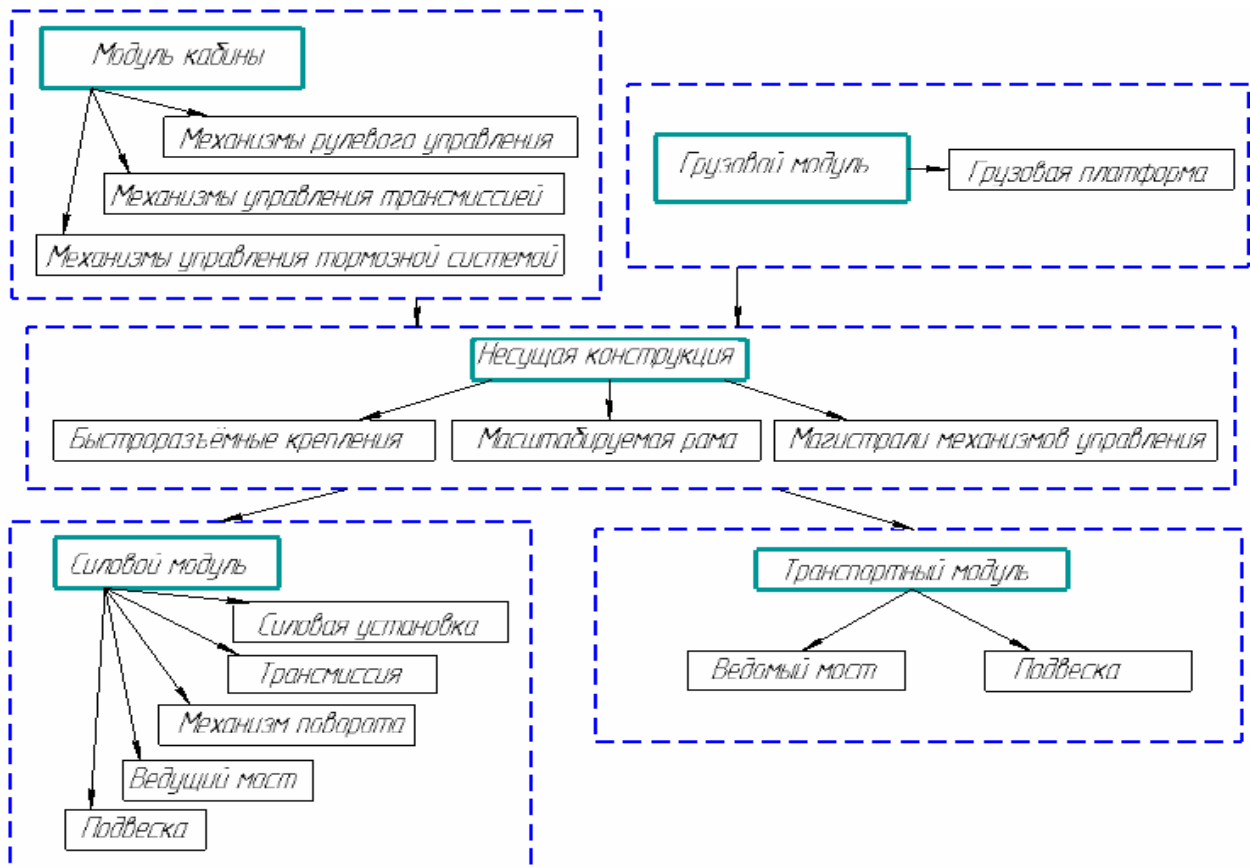 Модуль кабины
Механизмы рулевого управления
Механизмы управления трансмиссией
Механизмы управления тормозной системой
Грузовой модуль
Грузовая платформа
Несущая конструкция
Быстроразъёмные крепления
Масштабируемая рама
Магистрали механизмов управления
Силовой модуль
Силовая установка
Трансмиссия
Механизм поворота
Ведущий мост
Подвеска
Транспортный модуль
Ведомый мост
Подвеска